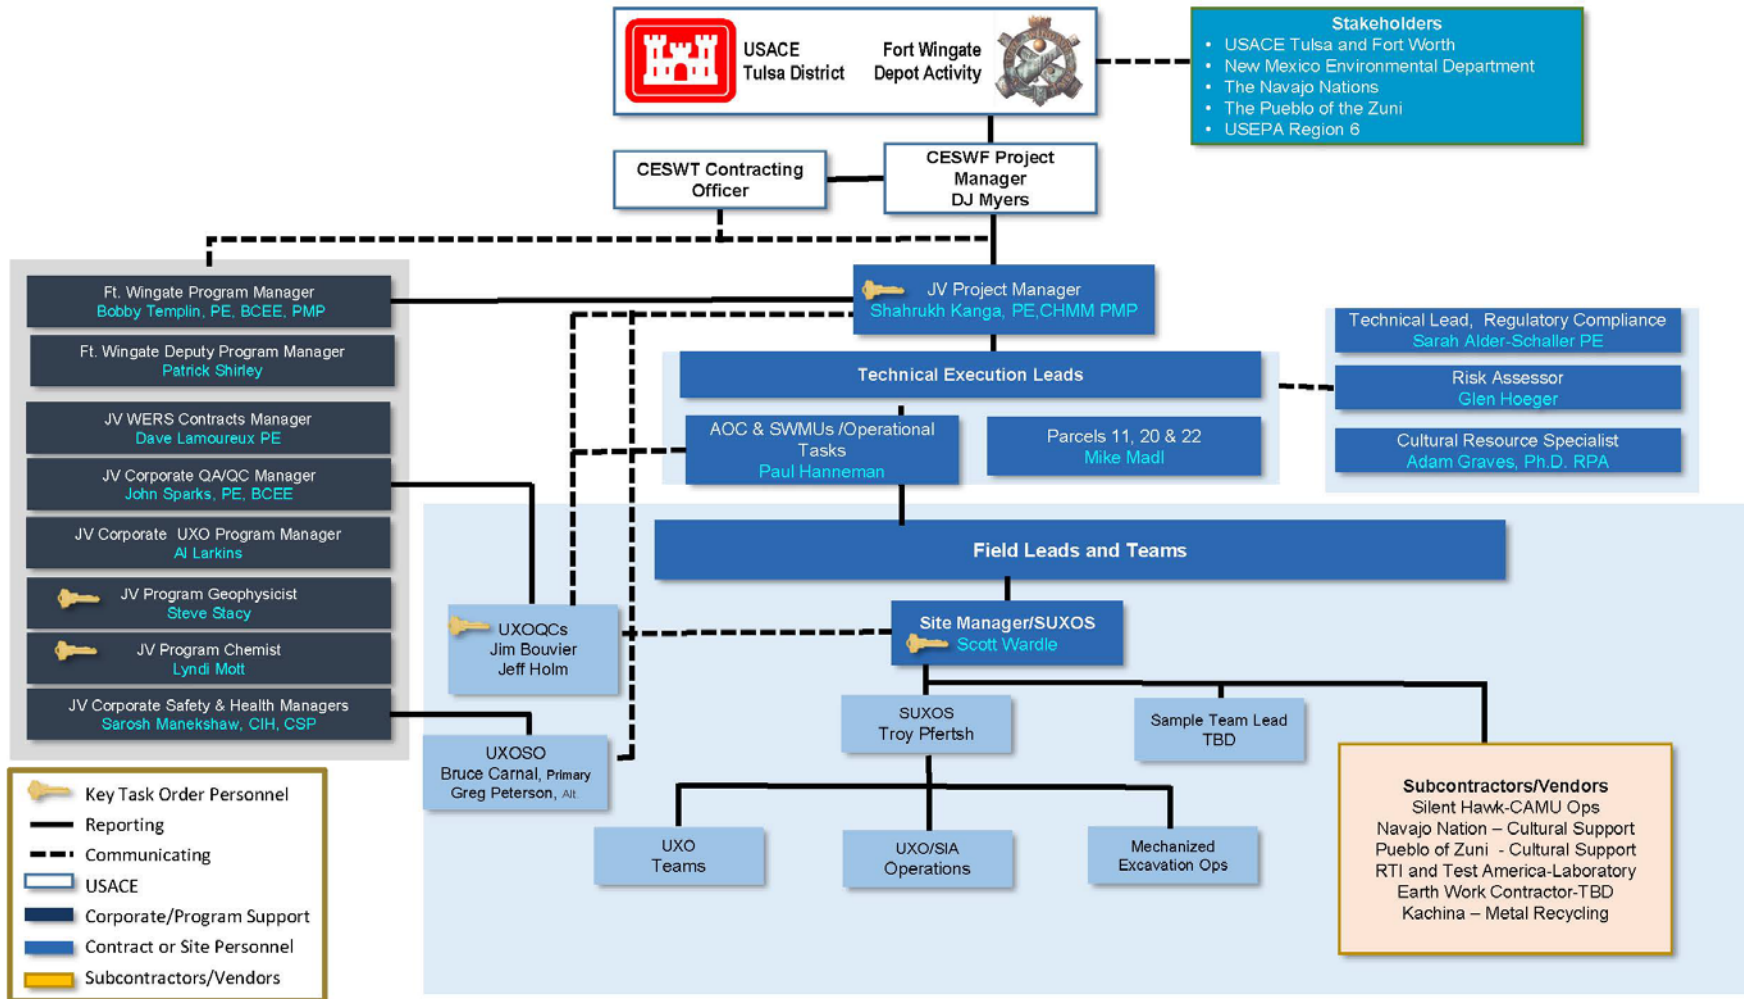 USACE
Tulsa District
Fort Wingate
Depot Activity
Stakeholders
• USACE Tulsa and Fort Worth
• New Mexico Environmental Department
• The Navajo Nations
• The Pueblo of the Zuni
• USEPA Region 6
CESWT Contracting
Officer
CESWF Project
Manager
DJ Myers
Ft. Wingate Program Manager
Bobby Templin, PE, BCEE, PMP
Ft. Wingate Deputy Program Manager
Patrick Shirley
JV WERS Contracts Manager
Dave Lamoureux PE
JV Corporate QA/QC Manager
John Sparks, PE, BCEE
JV Corporate UXO Program Manager
Al Larkins
JV Program Geophysicist
Steve Stacy
JV Program Chemist
Lyndi Mott
JV Corporate Safety & Health Managers
Sarosh Manekshaw, CIH, CSP
JV Project Manager
Shahrukh Kanga, PE,CHMM PMP
Technical Execution Leads
AOC & SWMUs /Operational
Tasks
Paul Hanneman
Parcels 11, 20 & 22
Mike Madl
Technical Lead, Regulatory Compliance
Sarah Alder-Schaller PE
Risk Assessor
Glen Hoeger
Cultural Resource Specialist
Adam Graves, Ph.D. RPA
Field Leads and Teams
UXOQCs
Jim Bouvier
Jeff Holm
Site Manager/SUXOS
Scott Wardle
UXOSO
Bruce Carnal, Primary
Greg Peterson, Alt.
SUXOS
Troy Pfertsh
Sample Team Lead
TBD
UXO
Teams
UXO/SIA
Operations
Mechanized
Excavation Ops
Subcontractors/Vendors
Silent Hawk-CAMU Ops
Navajo Nation – Cultural Support
Pueblo of Zuni - Cultural Support
RTI and Test America-Laboratory
Earth Work Contractor-TBD
Kachina – Metal Recycling
Key Task Order Personnel
Reporting
Communicating
USACE
Corporate/Program Support
Contract or Site Personnel
Subcontractors/Vendors